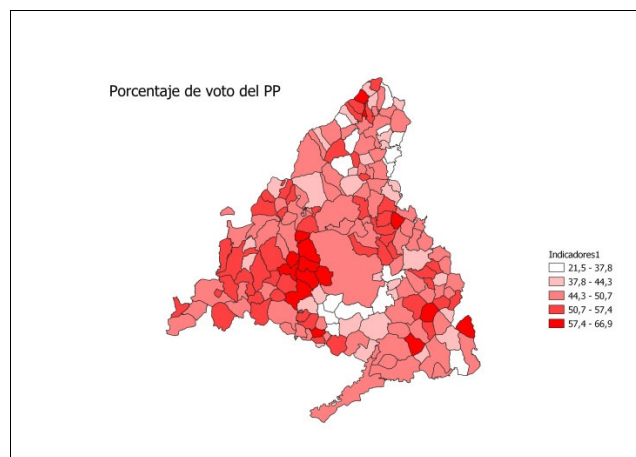 Porcentaje de voto del PP
Indicadores1
21,5 - 37,8
37,8 - 44,3
44,3 - 50,7
50,7 - 57,4
57,4 - 66,9